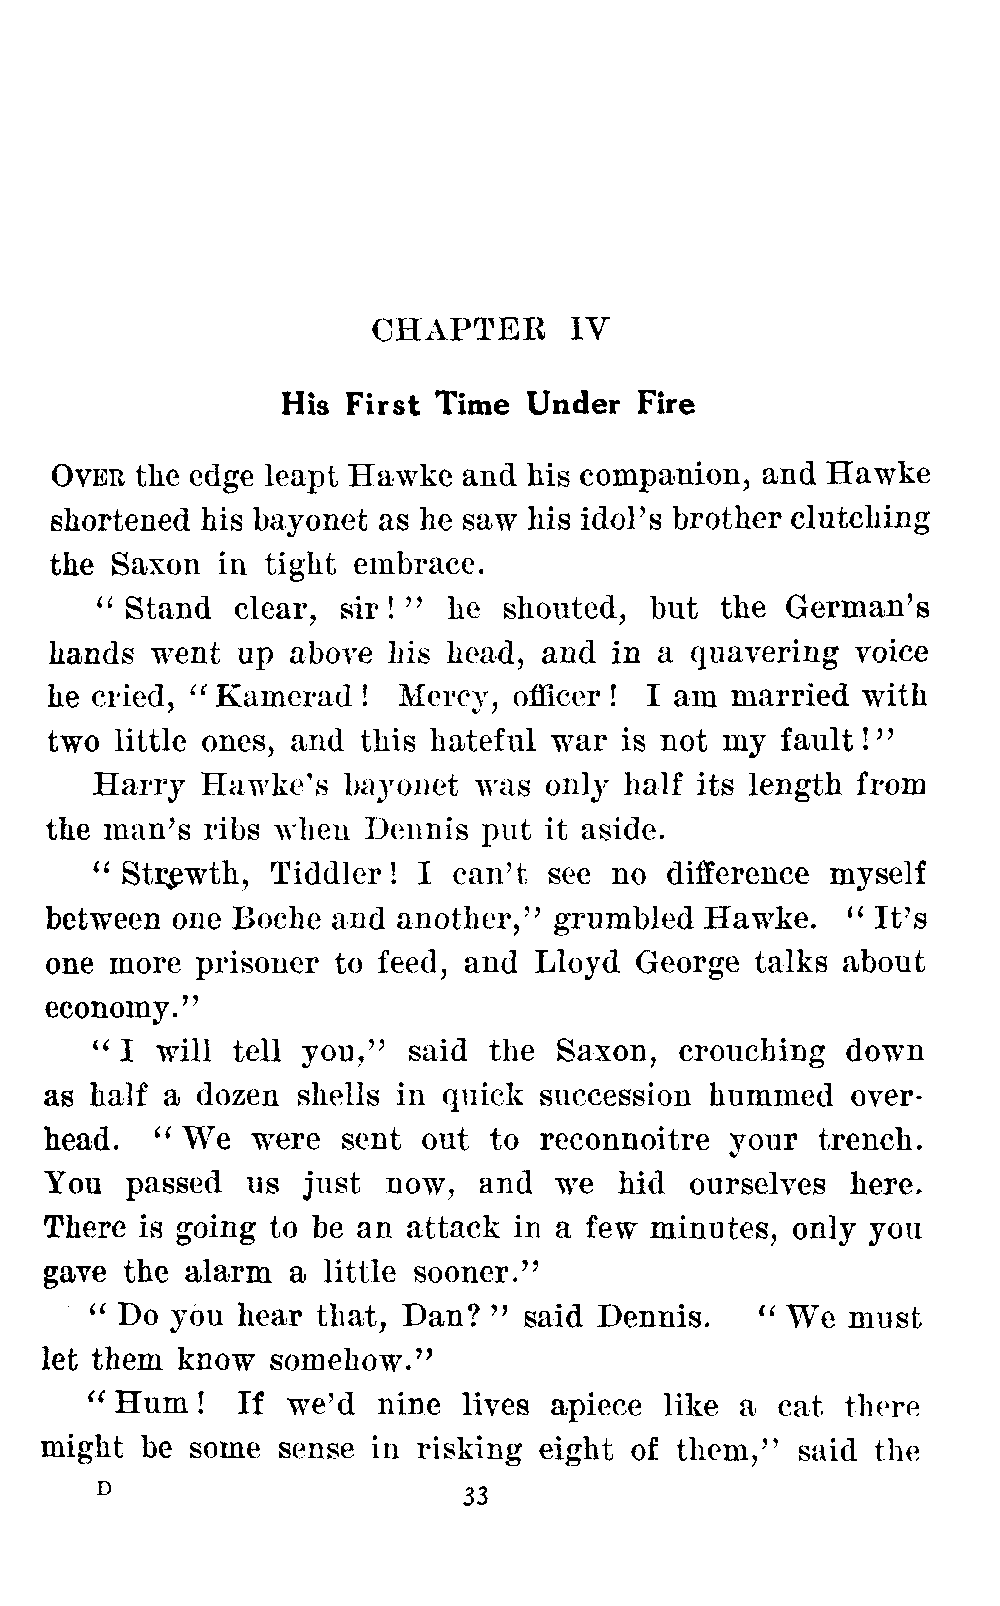 CHAPTER IV
His First Time Under Fire
OVER the edge leapt Hawke and his companion, and Hawke
shortened his bayonet as he saw his idol's brother clutching
the Saxon in tight embrace.
"Stand clear, sir!" he shouted, but the German's
hands went up above his head, and in a quavering voice
he cried, "Kamerad! Mercy, officer! I am married with
two little ones, and this hateful war is not my fault!"
Harry Hawke's bayonet was only half its length from
the man's ribs when Dennis put it aside.
"Strewth, Tiddler! I can't see no difference myself
between one Boche and another," grumbled Hawke. "It's
one more prisoner to feed, and Lloyd George talks about
economy."
"I will tell you," said the Saxon, crouching down
as half a dozen shells in quick succession hummed over-
head. "We were sent out to reconnoitre your trench.
You passed us just now, and we hid ourselves here.
There is going to be an attack in a few minutes, only you
gave the alarm a little sooner."
"Do you hear that, Dan?" said Dennis. "We must
let them know somehow."
"Hum! If we'd nine lives apiece like a cat there
might be some sense in risking eight of them," said the
D 33